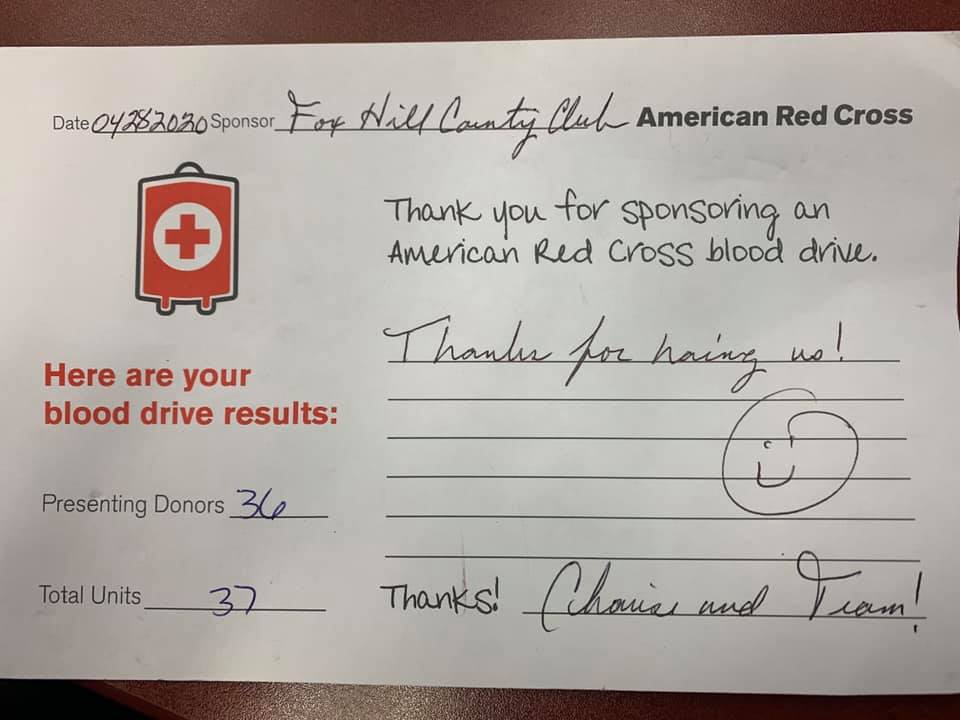 Date 04282020 Sponsor Fox Hill County Club American Red Cross
Thank you for sponsoring an
American Red Cross blood drive.
Thanks for having us!
Here are your
blood drive results:
Presenting Donors 36
Total Units 37
Thanks! and Team!